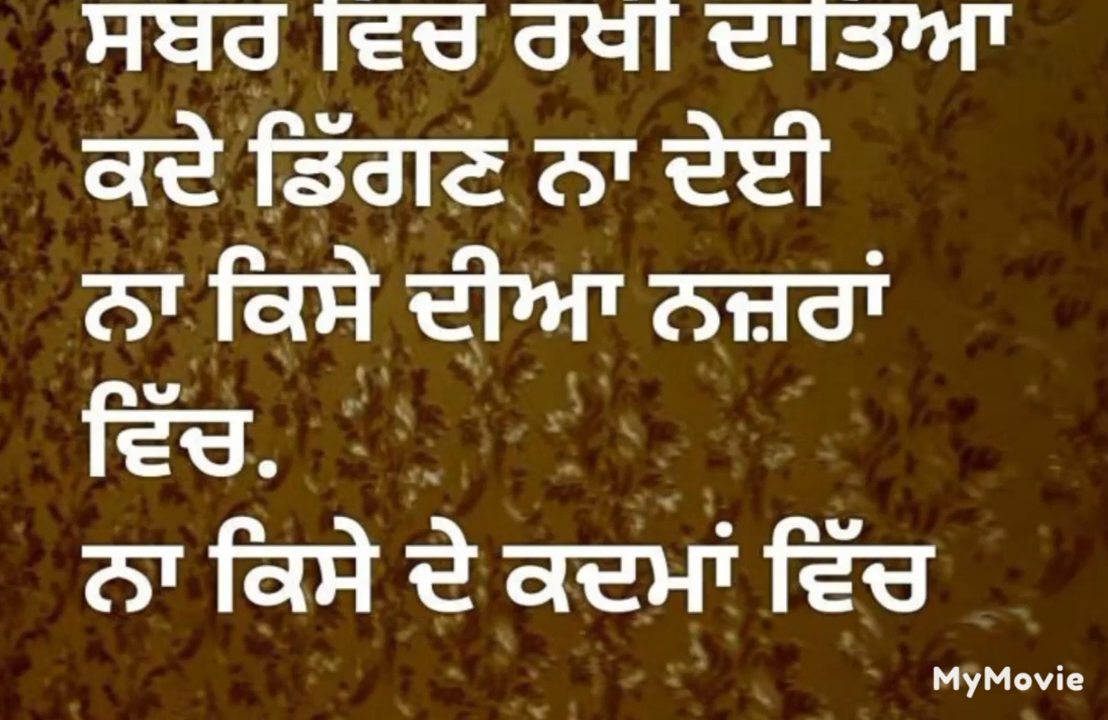 ਸਬਰ ਵਿਚ ਰਖੀ ਦਾਤਿਆ
ਕਦੇ ਡਿੱਗਣ ਨਾ ਦੇਈ
ਨਾ ਕਿਸੇ ਦੀਆ ਨਜ਼ਰਾਂ
ਵਿੱਚ.
ਨਾ ਕਿਸੇ ਦੇ ਕਦਮਾਂ ਵਿੱਚ
MyMovie